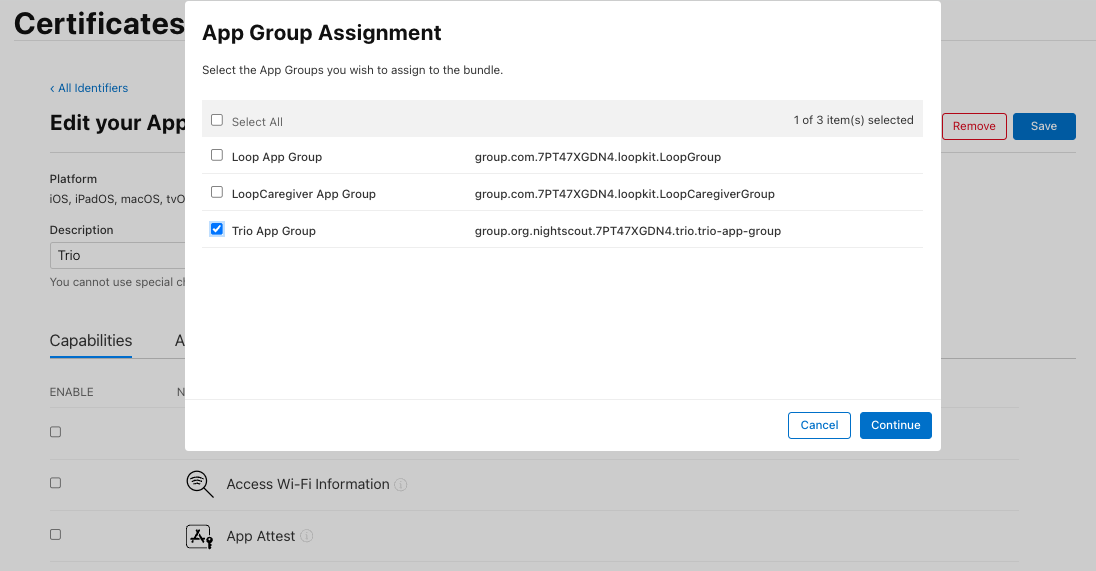 Certificates
App Group Assignment
Select the App Groups you wish to assign to the bundle.
Select All
1 of 3 item(s) selected
Loop App Group
group.com.7PT47XGDN4.loopkit.LoopGroup
LoopCaregiver App Group
group.com.7PT47XGDN4.loopkit.LoopCaregiverGroup
Trio App Group
group.org.nightscout.7PT47XGDN4.trio.trio-app-group
Cancel
Continue
‹ All Identifiers
Edit your App
Remove
Save
Platform
iOS, iPadOS, macOS, tvO
Description
Trio
You cannot use special ch
Capabilities
A
ENABLE
N
Access Wi-Fi Information
App Attest